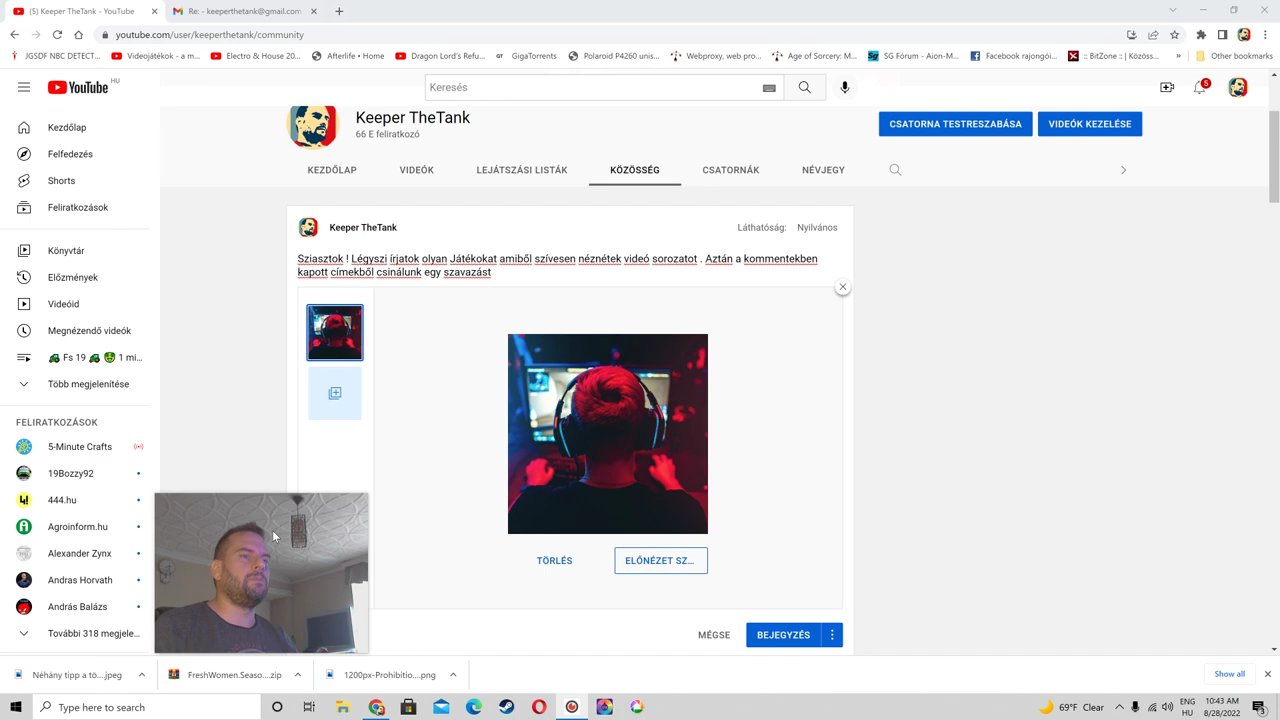 (5) Keeper TheTank - YouTube
Re: - keeperthetank@gmail.com
youtube.com/user/keeperthetank/community
JGSDF NBC DETECT...
Videojátékok - a m...
Electro & House 20...
Afterlife • Home
Dragon Lord's Refu...
GT GigaTorrents
Polaroid P4260 unis...
Webproxy, web pro...
Age of Sorcery: M...
SG Fórum - Aion-M...
Facebook rajongói...
:: BitZone :: | Közös...
»
Other bookmarks
YouTube HU
Keresés
5
Kezdőlap
Felfedezés
Shorts
Feliratkozások
Könyvtár
Előzmények
Videóid
Megnézendő videók
🚜 Fs 19 🚜 🤑 1 mi...
Több megjelenítése
FELIRATKOZÁSOK
5-Minute Crafts
19Bozzy92
444.hu
Agroinform.hu
Alexander Zynx
Andras Horvath
András Balázs
További 318 megjele...
Keeper TheTank
66 E feliratkozó
CSATORNA TESTRESZABÁSA
VIDEÓK KEZELÉSE
KEZDŐLAP
VIDEÓK
LEJÁTSZÁSI LISTÁK
KÖZÖSSÉG
CSATORNÁK
NÉVJEGY
Keeper TheTank
Láthatóság: Nyilvános
Sziasztok ! Légyszi írjatok olyan Játékokat amiből szívesen néznétek videó sorozatot . Aztán a kommentekben
kapott címekből csinálunk egy szavazást
TÖRLÉS
ELŐNÉZET SZ...
MÉGSE
BEJEGYZÉS
Néhány tipp a tö....jpeg
FreshWomen.Seaso....zip
1200px-Prohibitio....png
Show all
Type here to search
69°F Clear
ENG
HU
10:43 AM
8/28/2022